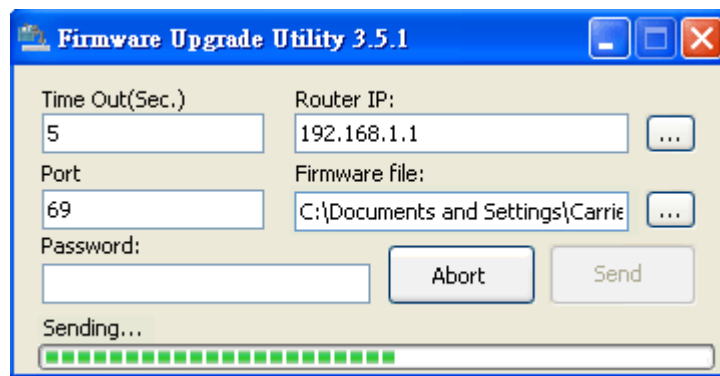 Firmware Upgrade Utility 3.5.1
Time Out(Sec.) Router IP:
5 192.168.1.1 ...
Port Firmware file:
69 C:\Documents and Settings\Carrie ...
Password:
Abort Send
Sending...